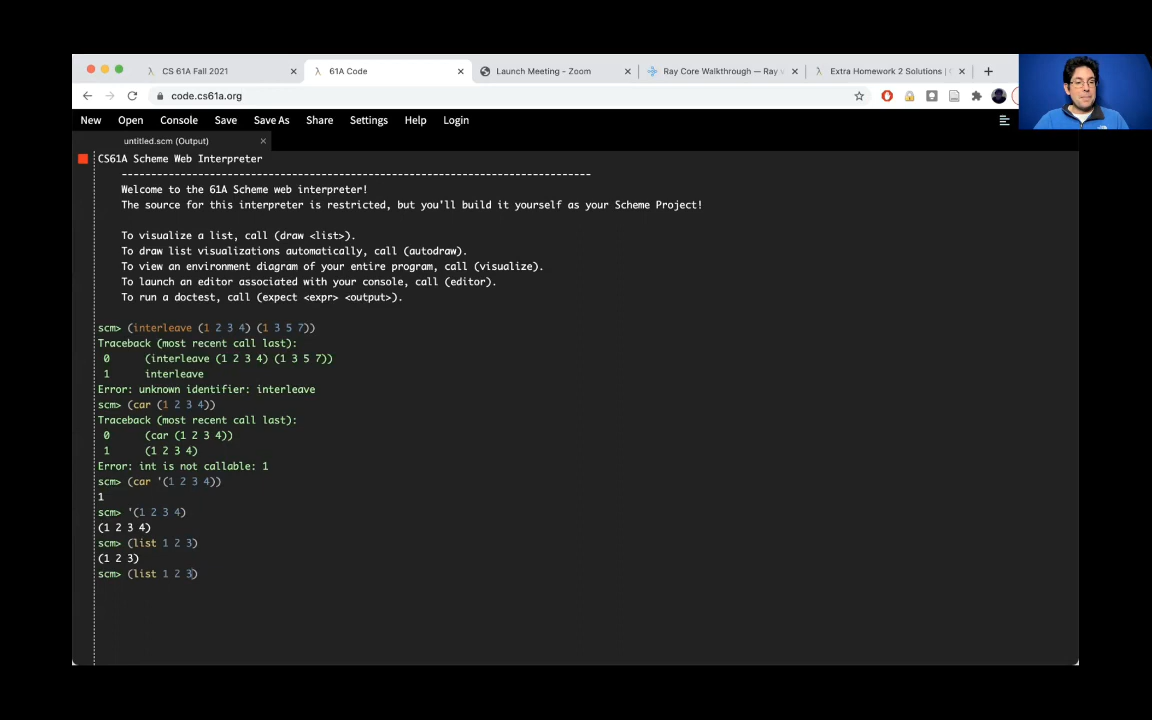 CS 61A Fall 2021
61A Code
Launch Meeting - Zoom
Ray Core Walkthrough — Ray
Extra Homework 2 Solutions |
code.cs61a.org
New Open Console Save Save As Share Settings Help Login
untitled.scm (Output)
CS61A Scheme Web Interpreter
--------------------------------------------------------------------------------
Welcome to the 61A Scheme web interpreter!
The source for this interpreter is restricted, but you'll build it yourself as your Scheme Project!
To visualize a list, call (draw <list>).
To draw list visualizations automatically, call (autodraw).
To view an environment diagram of your entire program, call (visualize).
To launch an editor associated with your console, call (editor).
To run a doctest, call (expect <expr> <output>).
scm> (interleave (1 2 3 4) (1 3 5 7))
Traceback (most recent call last):
0 (interleave (1 2 3 4) (1 3 5 7))
1 interleave
Error: unknown identifier: interleave
scm> (car (1 2 3 4))
Traceback (most recent call last):
0 (car (1 2 3 4))
1 (1 2 3 4)
Error: int is not callable: 1
scm> (car '(1 2 3 4))
1
scm> '(1 2 3 4)
(1 2 3 4)
scm> (list 1 2 3)
(1 2 3)
scm> (list 1 2 3)